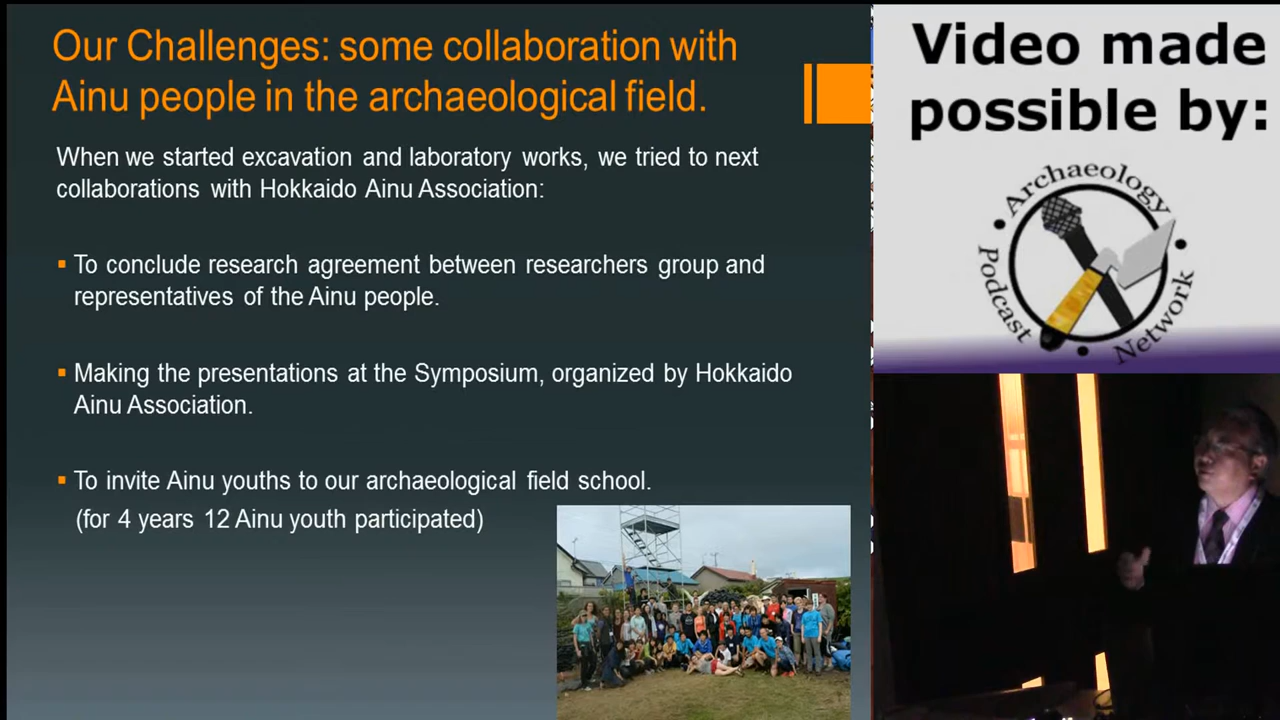 Our Challenges: some collaboration with
Ainu people in the archaeological field.
When we started excavation and laboratory works, we tried to next
collaborations with Hokkaido Ainu Association:
▪ To conclude research agreement between researchers group and
representatives of the Ainu people.
▪ Making the presentations at the Symposium, organized by Hokkaido
Ainu Association.
▪ To invite Ainu youths to our archaeological field school.
(for 4 years 12 Ainu youth participated)
Video made
possible by:
Archaeology
Podcast
Network